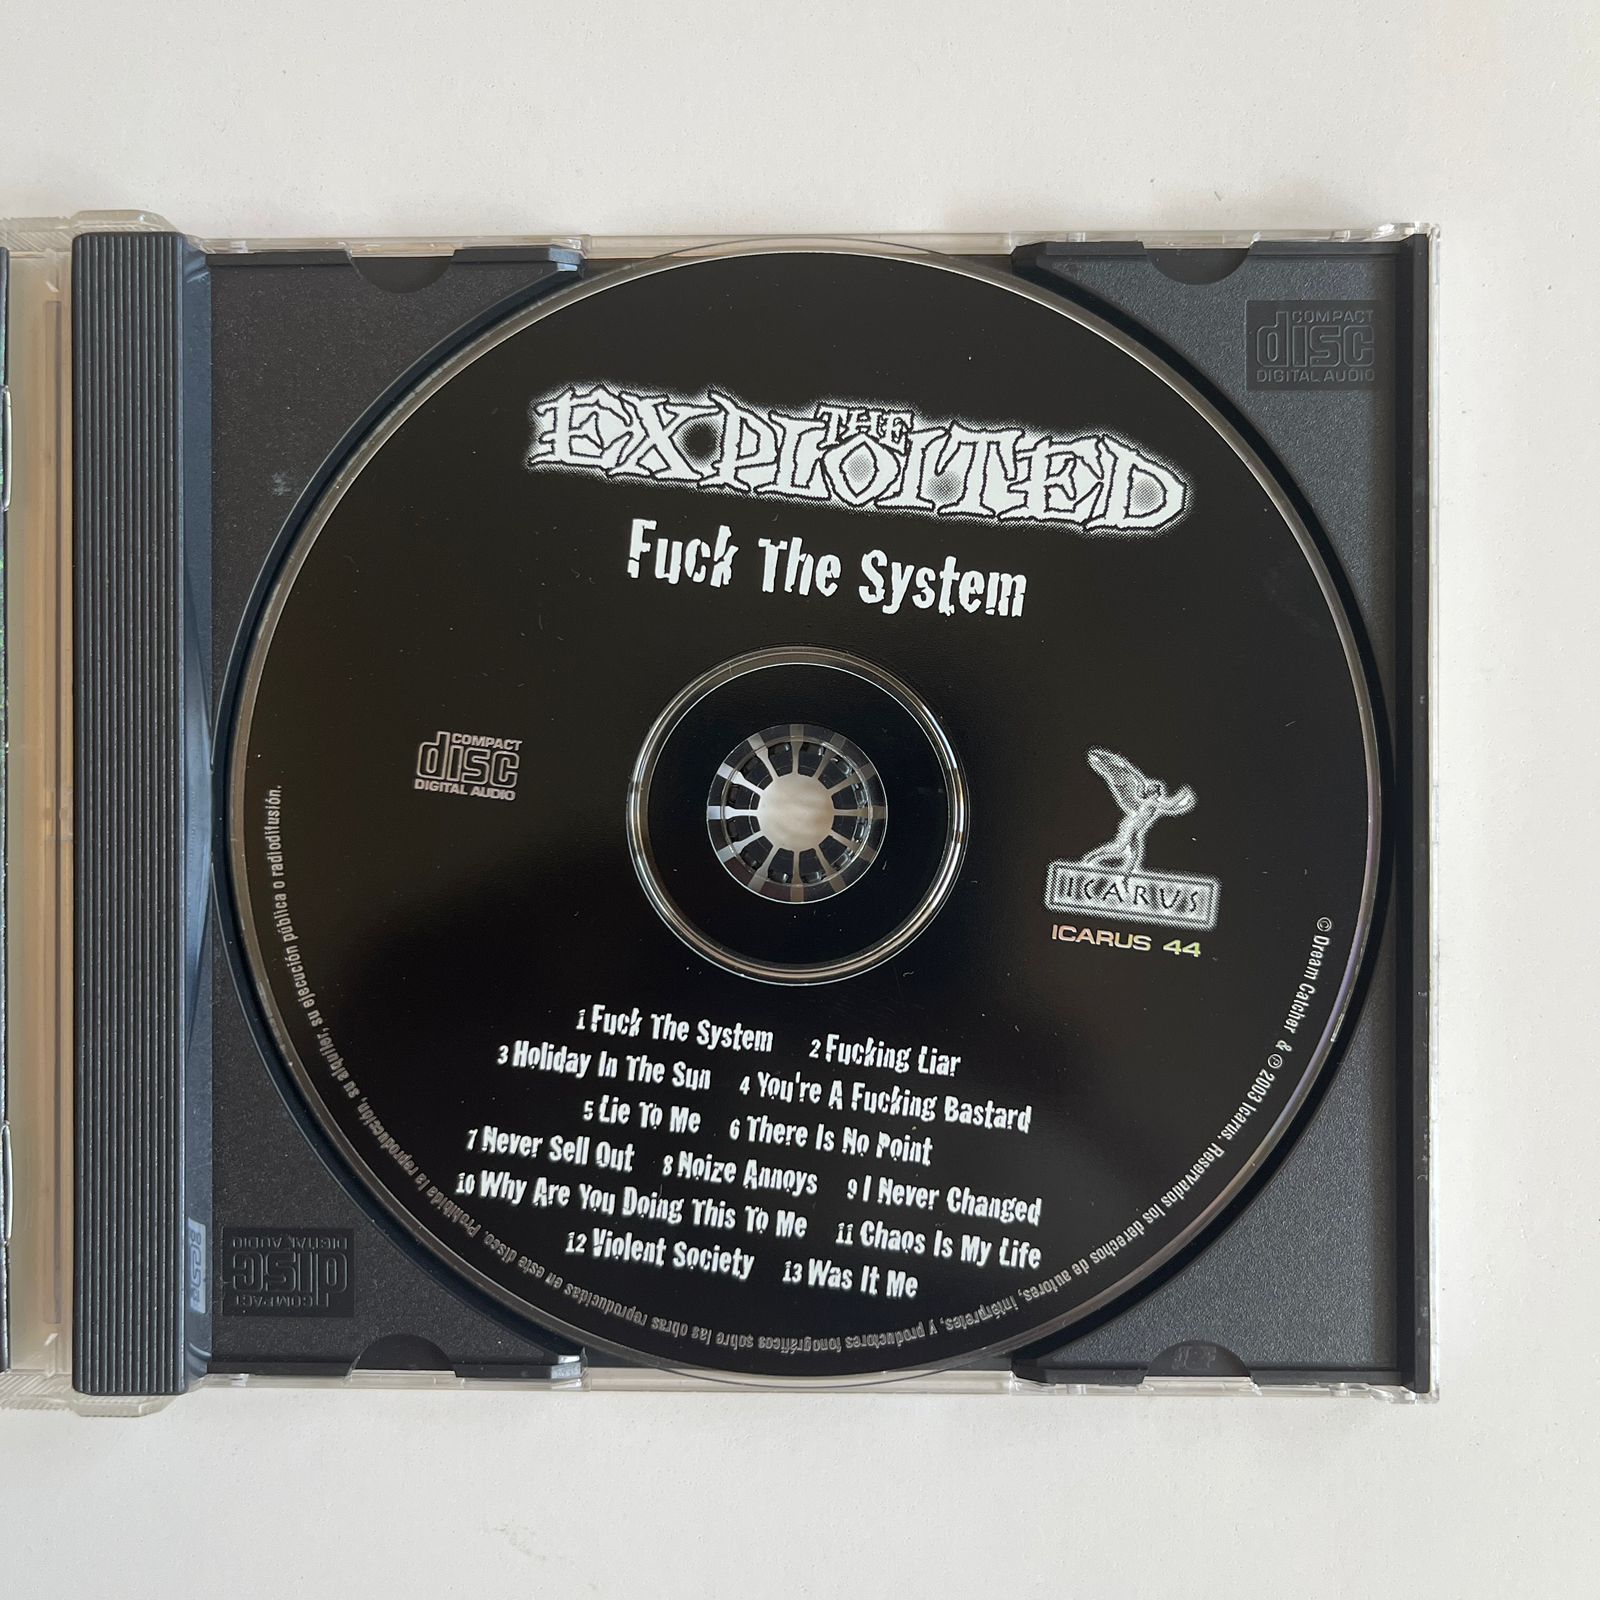 THE
EXPLOITED
Fuck The System
COMPACT
disc
DIGITAL AUDIO
COMPACT
disc
DIGITAL AUDIO
ICARUS
ICARUS 44
1 Fuck The System 2 Fucking Liar
3 Holiday In The Sun 4 You're A Fucking Bastard
5 Lie To Me 6 There Is No Point
7 Never Sell Out 8 Noize Annoys 9 I Never Changed
10 Why Are You Doing This To Me 11 Chaos Is My Life
12 Violent Society 13 Was It Me
© Dream Catcher & ℗ 2003 Icarus. Reservados los derechos de autores, intérpretes, y productores fonográficos sobre las obras reproducidas en este disco. Prohibida la reproducción, su alquiler, su ejecución pública o radiodifusión.
COMPACT
disc
DIGITAL AUDIO